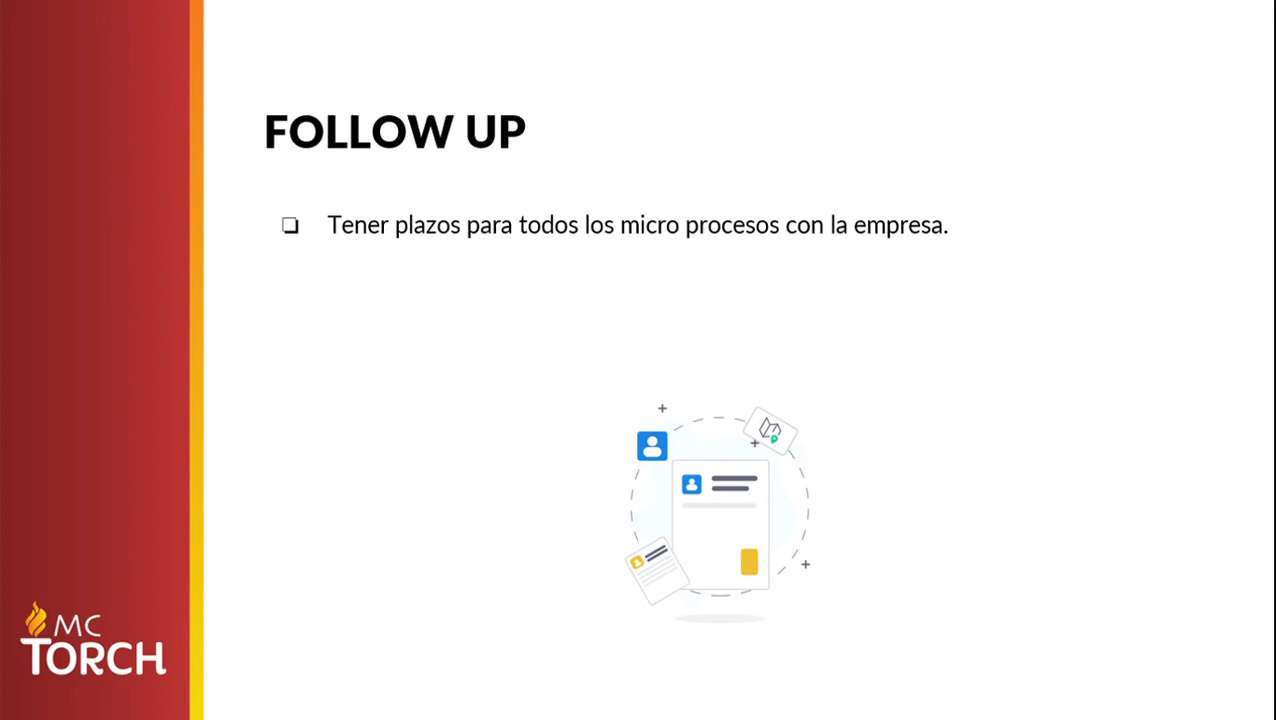 FOLLOW UP
❏ Tener plazos para todos los micro procesos con la empresa.
MC
TORCH